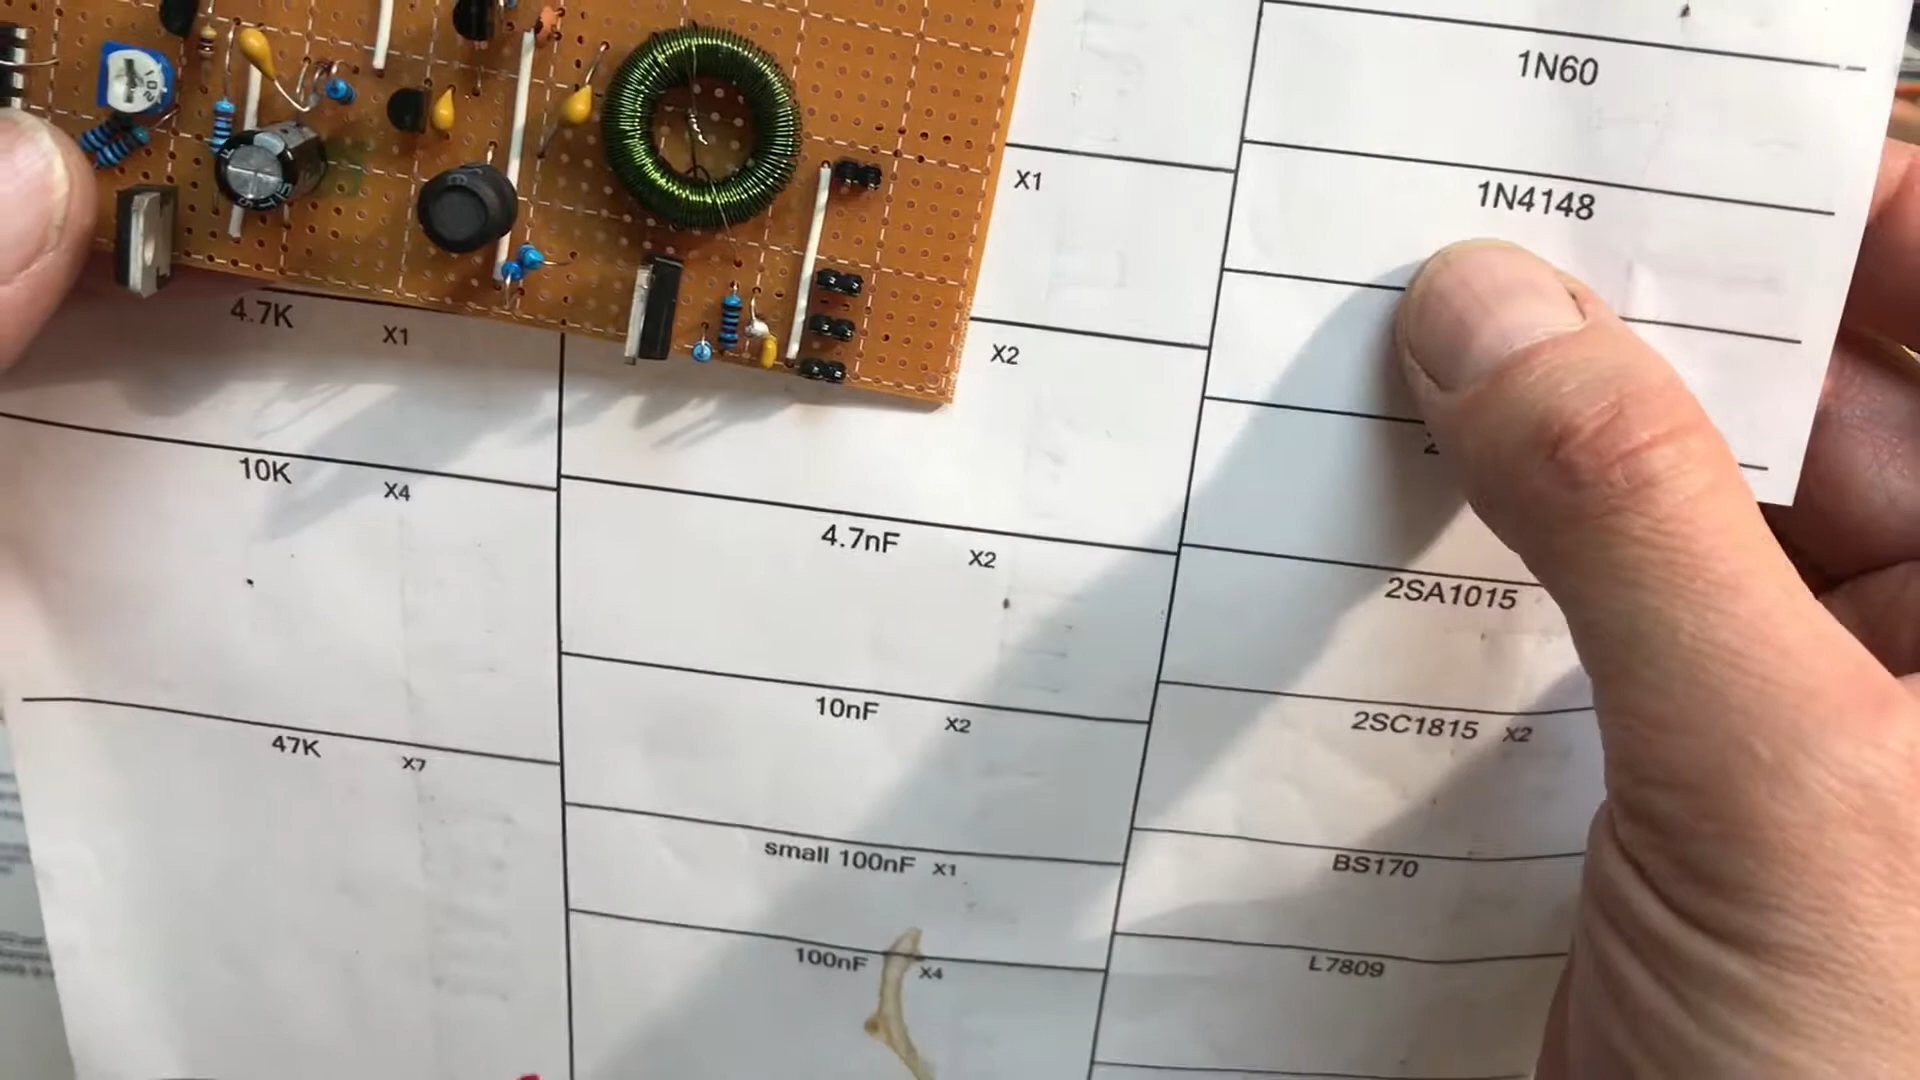 1N60
1N4148
X1
X2
4.7K X1
10K X4
47K X7
4.7nF X2
10nF X2
small 100nF X1
100nF X4
2SA1015
2SC1815 X2
BS170
L7809